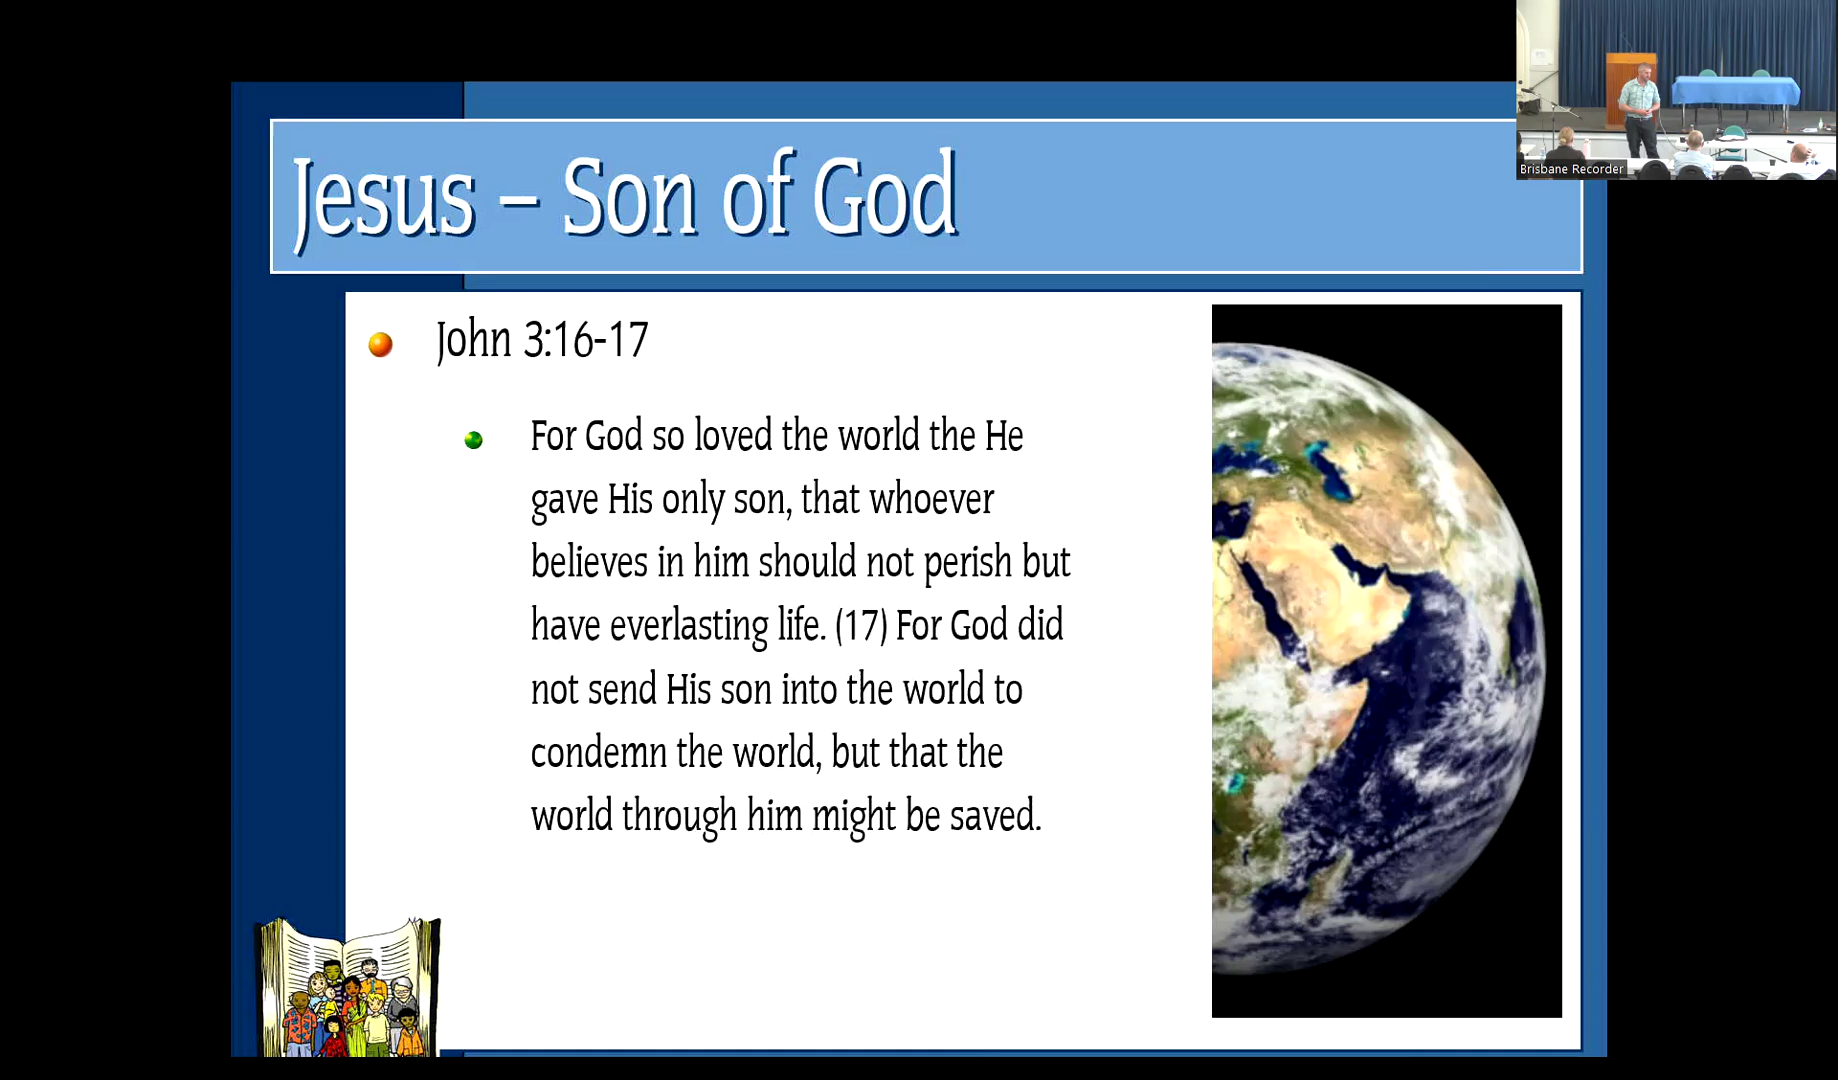 Jesus – Son of God
Brisbane Recorder
John 3:16-17
For God so loved the world the He
gave His only son, that whoever
believes in him should not perish but
have everlasting life. (17) For God did
not send His son into the world to
condemn the world, but that the
world through him might be saved.